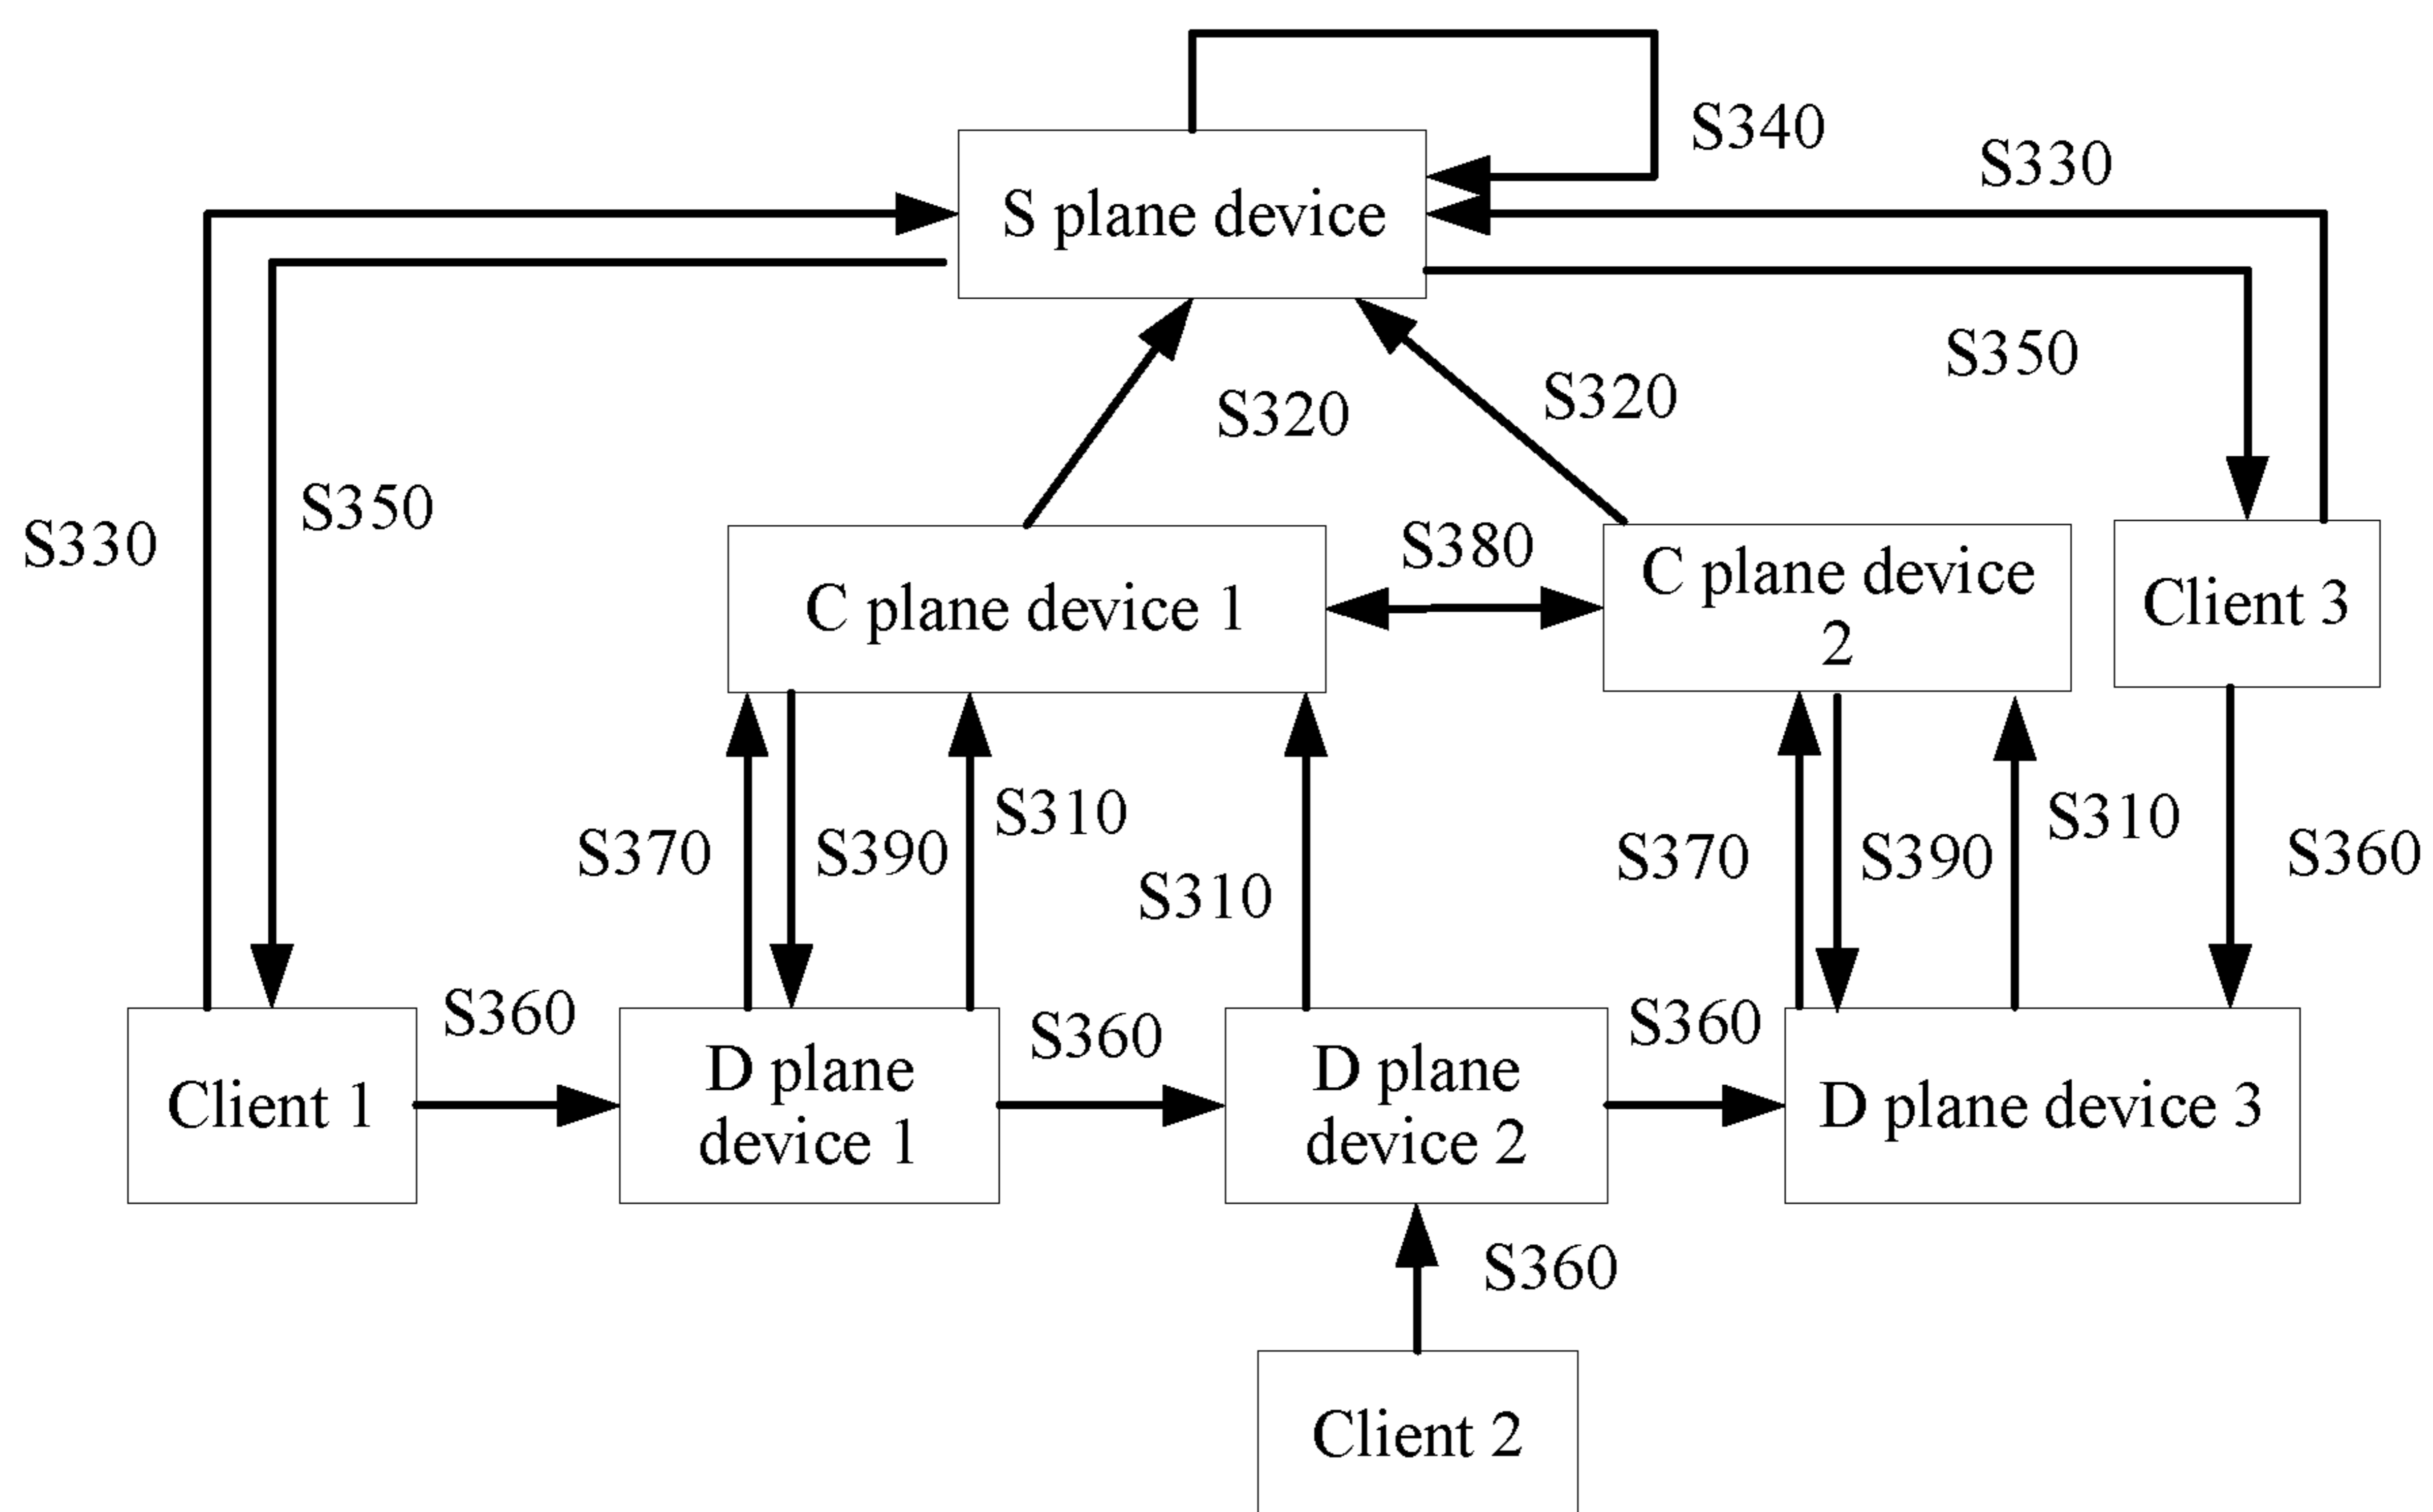 S340
S330
S plane device
S350
S320
S320
S330
S350
S380
C plane device 1
C plane device
2
Client 3
S370
S390
S310
S310
S370
S390
S310
S360
S360
S360
S360
Client 1
D plane
device 1
D plane
device 2
D plane device 3
S360
Client 2